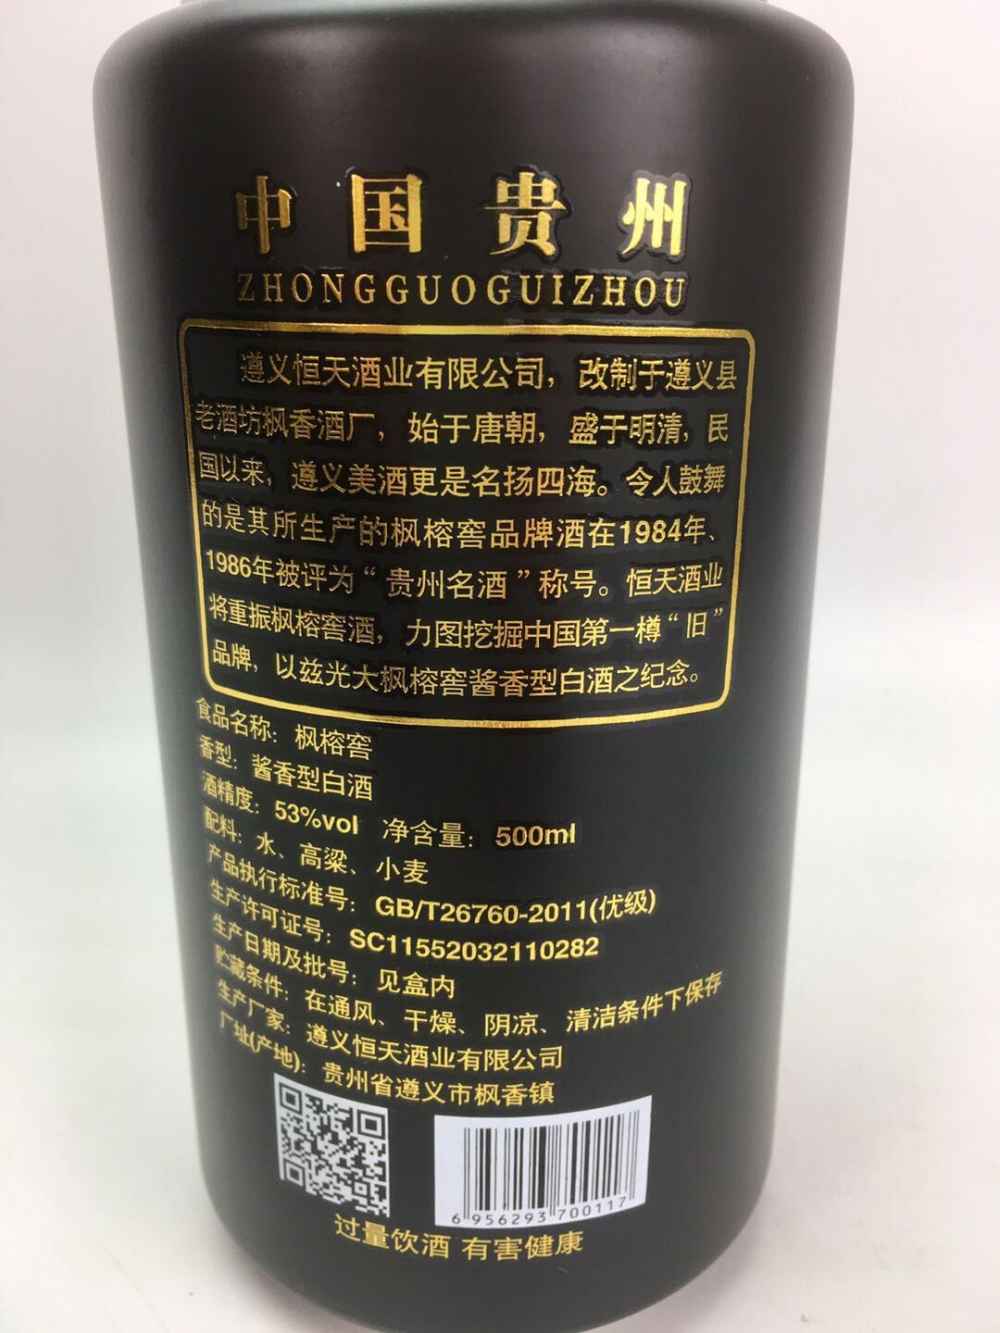 中国贵州
ZHONGGUOGUIZHOU
遵义恒天酒业有限公司，改制于遵义县
老酒坊枫香酒厂，始于唐朝，盛于明清，民
国以来，遵义美酒更是名扬四海。令人鼓舞
的是其所生产的枫榕窖品牌酒在1984年、
1986年被评为“贵州名酒”称号。恒天酒业
将重振枫榕窖酒，力图挖掘中国第一樽“旧”
品牌，以兹光大枫榕窖酱香型白酒之纪念。
食品名称：枫榕窖
香型：酱香型白酒
酒精度：53%vol 净含量：500ml
配料：水、高粱、小麦
产品执行标准号：GB/T26760-2011(优级)
生产许可证号：SC11552032110282
生产日期及批号：见盒内
贮藏条件：在通风、干燥、阴凉、清洁条件下保存
生产厂家：遵义恒天酒业有限公司
厂址(产地)：贵州省遵义市枫香镇
6 956293 700117
过量饮酒 有害健康